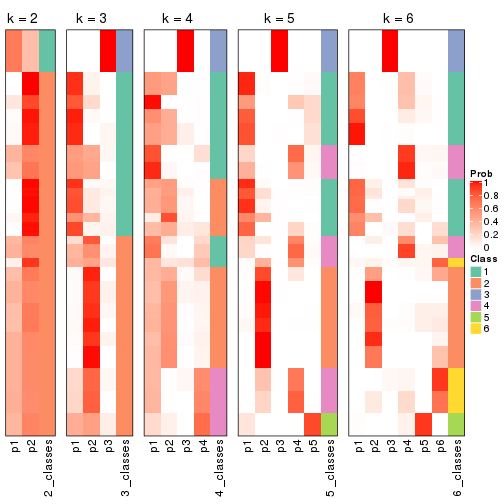 k = 2
k = 3
k = 4
k = 5
k = 6
Prob
1
0.8
0.6
0.4
0.2
0
Class
1
2
3
4
5
6
p1
p2
2_classes
p1
p2
p3
3_classes
p1
p2
p3
p4
4_classes
p1
p2
p3
p4
p5
5_classes
p1
p2
p3
p4
p5
p6
6_classes